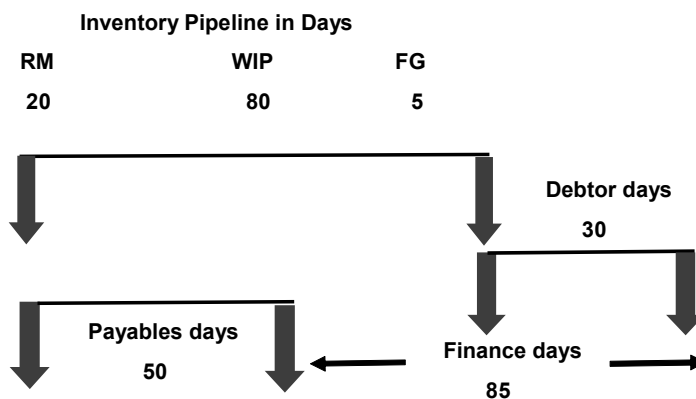 Inventory Pipeline in Days
RM WIP FG
20 80 5
Debtor days
30
Payables days
50
Finance days
85